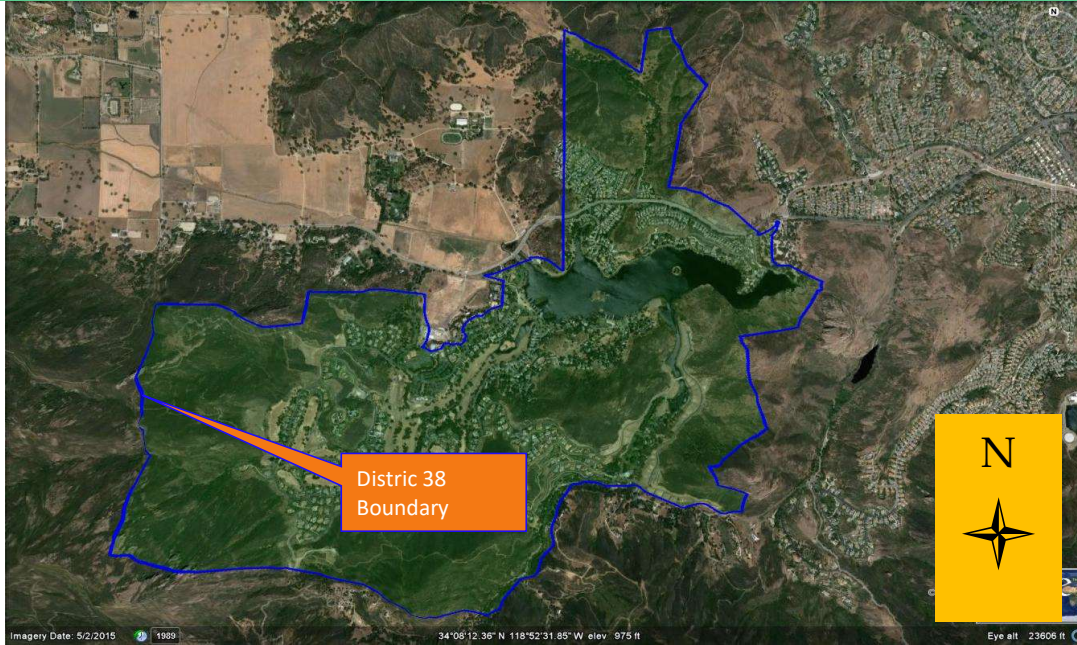 N
Distric 38
Boundary
N
Imagery Date: 5/2/2015
1989
34°08'12.36" N 118°52'31.85" W elev 975 ft
Eye alt 23606 ft